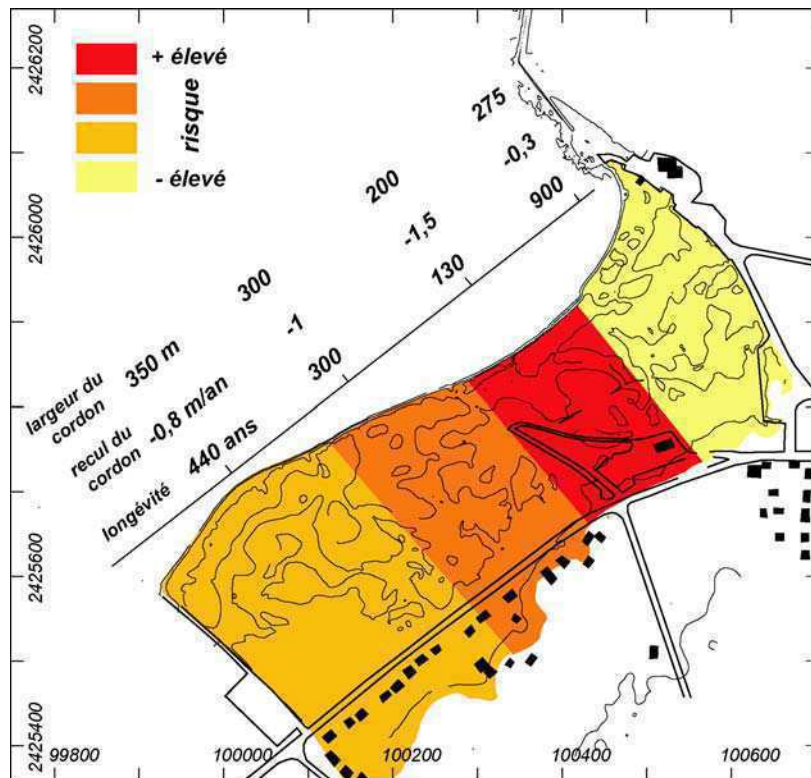 + élevé
risque
- élevé
largeur du cordon 350 m 300 200 275
recul du cordon -0,8 m/an -1 -1,5 -0,3
longévité 440 ans 300 130 900
2426200
2426000
2425600
2425400
99800 100000 100200 100400 100600